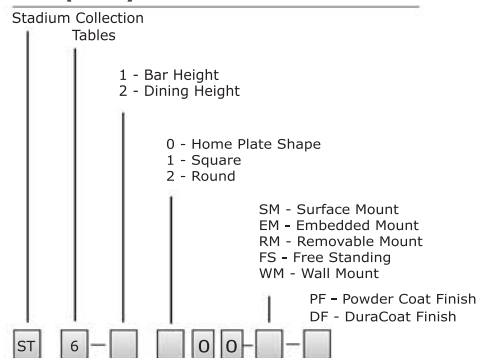 Stadium Collection
Tables
1 - Bar Height
2 - Dining Height
0 - Home Plate Shape
1 - Square
2 - Round
SM - Surface Mount
EM - Embedded Mount
RM - Removable Mount
FS - Free Standing
WM - Wall Mount
PF - Powder Coat Finish
DF - DuraCoat Finish
ST 6 - 0 0 - -